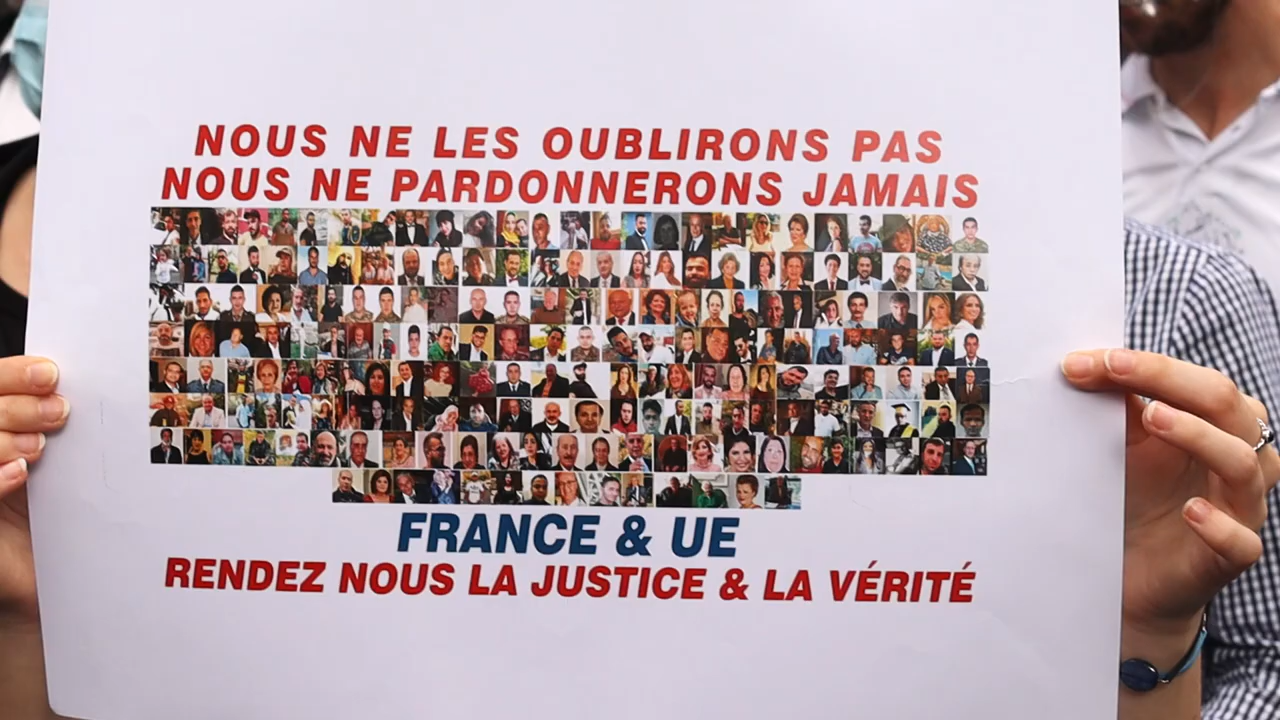 NOUS NE LES OUBLIRONS PAS
NOUS NE PARDONNERONS JAMAIS
FRANCE & UE
RENDEZ NOUS LA JUSTICE & LA VÉRITÉ